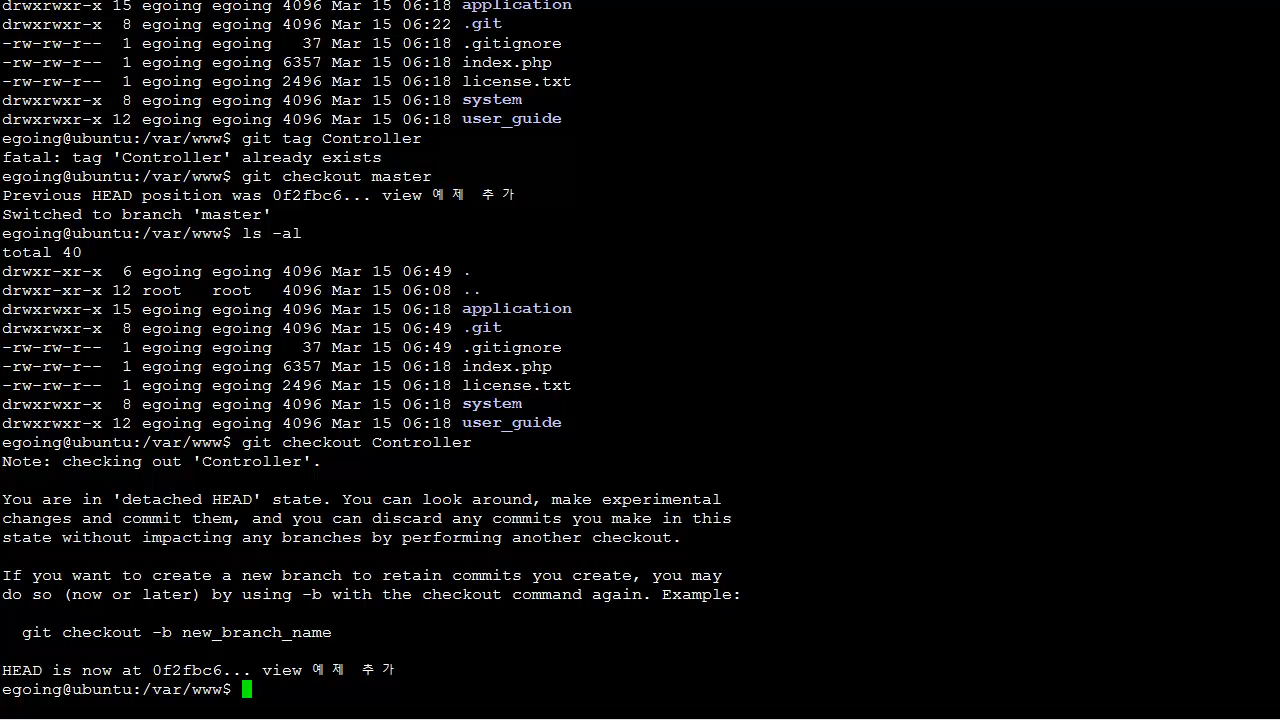 drwxrwxr-x 15 egoing egoing 4096 Mar 15 06:18 application
drwxrwxr-x  8 egoing egoing 4096 Mar 15 06:22 .git
-rw-rw-r--  1 egoing egoing   37 Mar 15 06:18 .gitignore
-rw-rw-r--  1 egoing egoing 6357 Mar 15 06:18 index.php
-rw-rw-r--  1 egoing egoing 2496 Mar 15 06:18 license.txt
drwxrwxr-x  8 egoing egoing 4096 Mar 15 06:18 system
drwxrwxr-x 12 egoing egoing 4096 Mar 15 06:18 user_guide
egoing@ubuntu:/var/www$ git tag Controller
fatal: tag 'Controller' already exists
egoing@ubuntu:/var/www$ git checkout master
Previous HEAD position was 0f2fbc6... view 예제 추가
Switched to branch 'master'
egoing@ubuntu:/var/www$ ls -al
total 40
drwxr-xr-x  6 egoing egoing 4096 Mar 15 06:49 .
drwxr-xr-x 12 root   root   4096 Mar 15 06:08 ..
drwxrwxr-x 15 egoing egoing 4096 Mar 15 06:18 application
drwxrwxr-x  8 egoing egoing 4096 Mar 15 06:49 .git
-rw-rw-r--  1 egoing egoing   37 Mar 15 06:49 .gitignore
-rw-rw-r--  1 egoing egoing 6357 Mar 15 06:18 index.php
-rw-rw-r--  1 egoing egoing 2496 Mar 15 06:18 license.txt
drwxrwxr-x  8 egoing egoing 4096 Mar 15 06:18 system
drwxrwxr-x 12 egoing egoing 4096 Mar 15 06:18 user_guide
egoing@ubuntu:/var/www$ git checkout Controller
Note: checking out 'Controller'.
You are in 'detached HEAD' state. You can look around, make experimental
changes and commit them, and you can discard any commits you make in this
state without impacting any branches by performing another checkout.
If you want to create a new branch to retain commits you create, you may
do so (now or later) by using -b with the checkout command again. Example:
git checkout -b new_branch_name
HEAD is now at 0f2fbc6... view 예제 추가
egoing@ubuntu:/var/www$